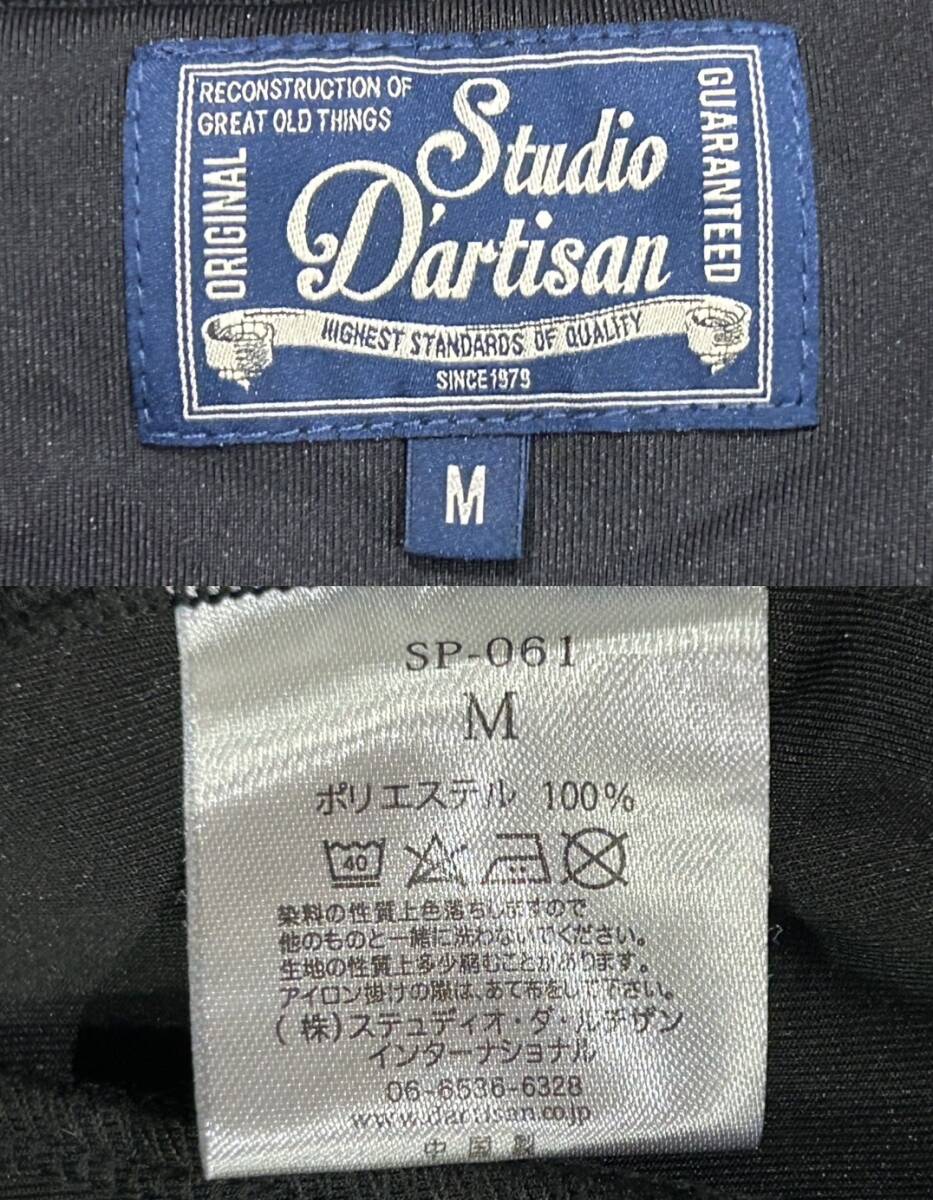 RECONSTRUCTION OF
GREAT OLD THINGS
ORIGINAL
Studio
D'artisan
GUARANTEED
HIGHEST STANDARDS OF QUALITY
SINCE 1979
M
SP-061
M
ポリエステル 100%
40
染料の性質上色落ちしますので
他のものと一緒に洗わないでください。
生地の性質上多少縮むことがあります。
アイロン掛けの際は、あて布をして下さい。
(株)ステュディオ・ダ・ルチザン
インターナショナル
06-6536-6328
www.dartisan.co.jp
中国製